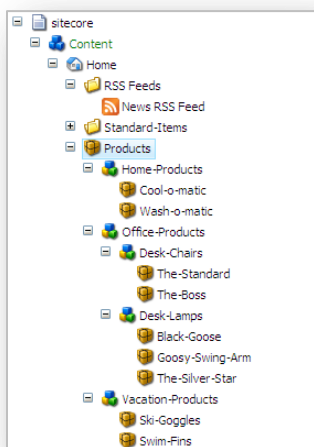 sitecore
Content
Home
RSS Feeds
News RSS Feed
Standard-Items
Products
Home-Products
Cool-o-matic
Wash-o-matic
Office-Products
Desk-Chairs
The-Standard
The-Boss
Desk-Lamps
Black-Goose
Goosy-Swing-Arm
The-Silver-Star
Vacation-Products
Ski-Goggles
Swim-Fins